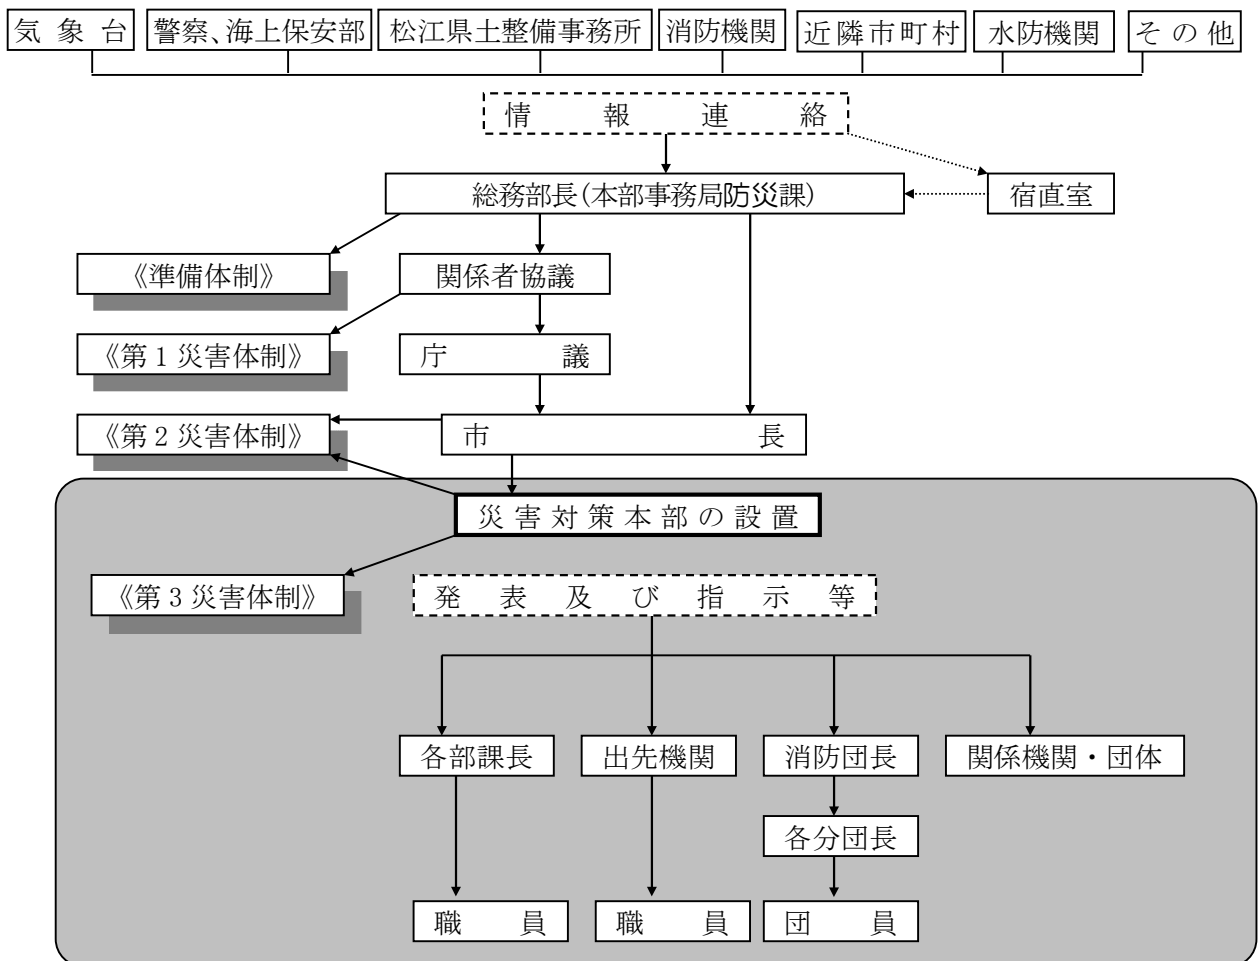 気象台
警察、海上保安部
松江県土整備事務所
消防機関
近隣市町村
水防機関
その他
情報連絡
総務部長(本部事務局防災課)
宿直室
《準備体制》
関係者協議
《第1災害体制》
庁議
《第2災害体制》
市長
災害対策本部の設置
《第3災害体制》
発表及び指示等
各部課長
出先機関
消防団長
関係機関・団体
各分団長
職員
職員
団員